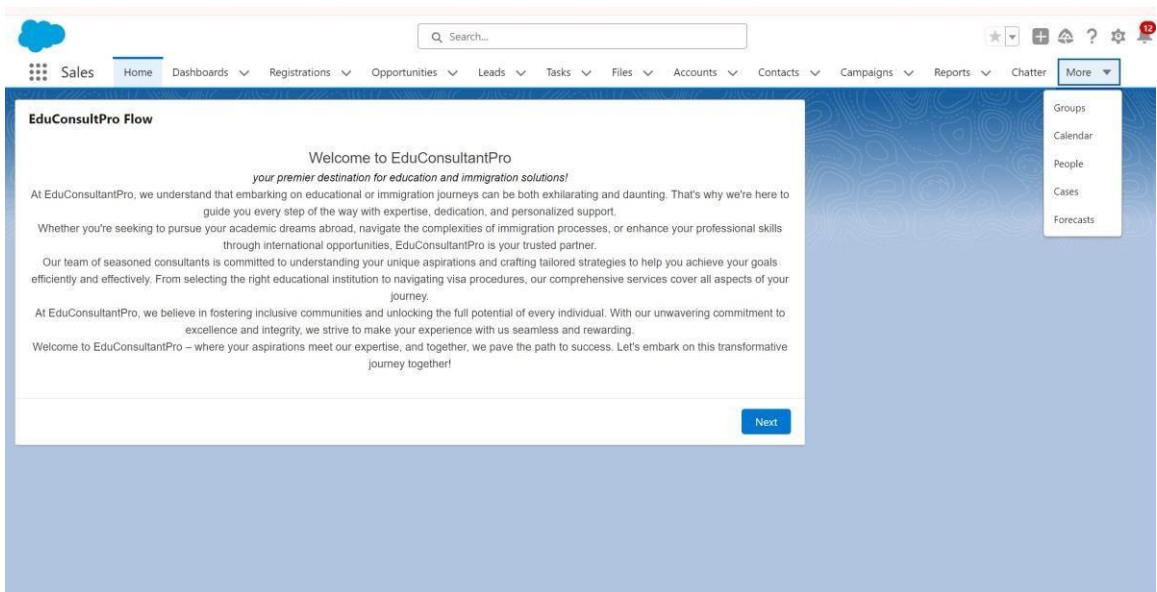 Search...
12
Sales Home Dashboards Registrations Opportunities Leads Tasks Files Accounts Contacts Campaigns Reports Chatter More
Groups
Calendar
People
Cases
Forecasts
EduConsultPro Flow
Welcome to EduConsultantPro
your premier destination for education and immigration solutions!
At EduConsultantPro, we understand that embarking on educational or immigration journeys can be both exhilarating and daunting. That's why we're here to
guide you every step of the way with expertise, dedication, and personalized support.
Whether you're seeking to pursue your academic dreams abroad, navigate the complexities of immigration processes, or enhance your professional skills
through international opportunities, EduConsultantPro is your trusted partner.
Our team of seasoned consultants is committed to understanding your unique aspirations and crafting tailored strategies to help you achieve your goals
efficiently and effectively. From selecting the right educational institution to navigating visa procedures, our comprehensive services cover all aspects of your
journey.
At EduConsultantPro, we believe in fostering inclusive communities and unlocking the full potential of every individual. With our unwavering commitment to
excellence and integrity, we strive to make your experience with us seamless and rewarding.
Welcome to EduConsultantPro – where your aspirations meet our expertise, and together, we pave the path to success. Let's embark on this transformative
journey together!
Next